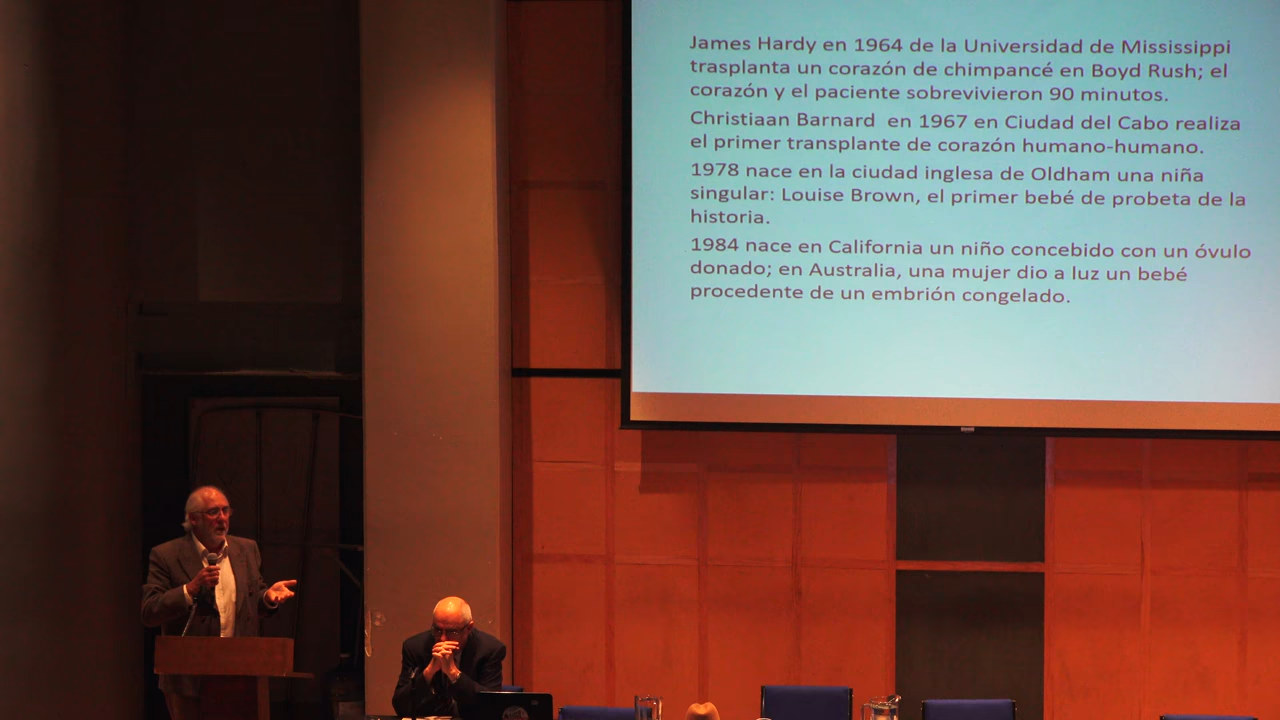 James Hardy en 1964 de la Universidad de Mississippi
trasplanta un corazón de chimpancé en Boyd Rush; el
corazón y el paciente sobrevivieron 90 minutos.
Christiaan Barnard en 1967 en Ciudad del Cabo realiza
el primer transplante de corazón humano-humano.
1978 nace en la ciudad inglesa de Oldham una niña
singular: Louise Brown, el primer bebé de probeta de la
historia.
1984 nace en California un niño concebido con un óvulo
donado; en Australia, una mujer dio a luz un bebé
procedente de un embrión congelado.